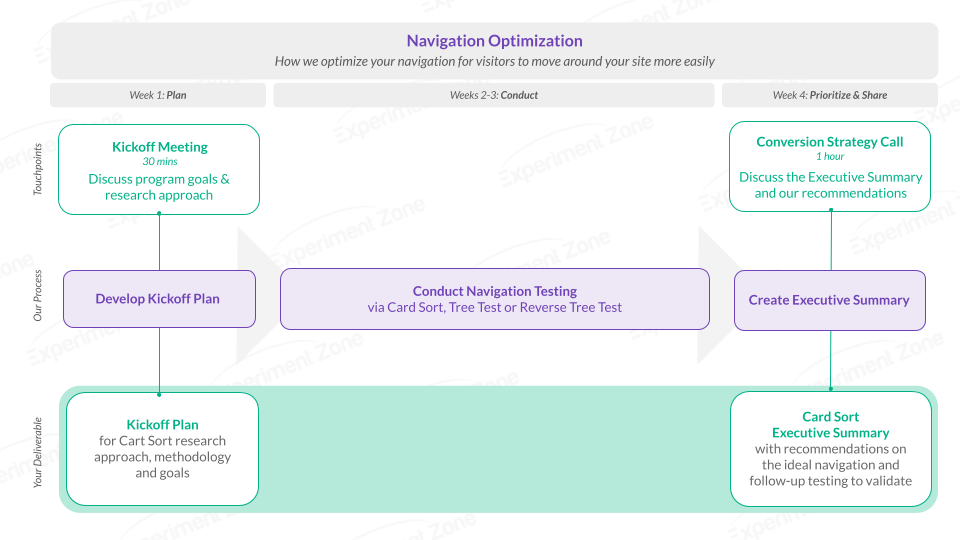 Navigation Optimization
How we optimize your navigation for visitors to move around your site more easily
Week 1: Plan
Weeks 2-3: Conduct
Week 4: Prioritize & Share
Touchpoints
Kickoff Meeting
30 mins
Discuss program goals &
research approach
Conversion Strategy Call
1 hour
Discuss the Executive Summary
and our recommendations
Our Process
Develop Kickoff Plan
Conduct Navigation Testing
via Card Sort, Tree Test or Reverse Tree Test
Create Executive Summary
Your Deliverable
Kickoff Plan
for Cart Sort research
approach, methodology
and goals
Card Sort
Executive Summary
with recommendations on
the ideal navigation and
follow-up testing to validate
Experiment Zone